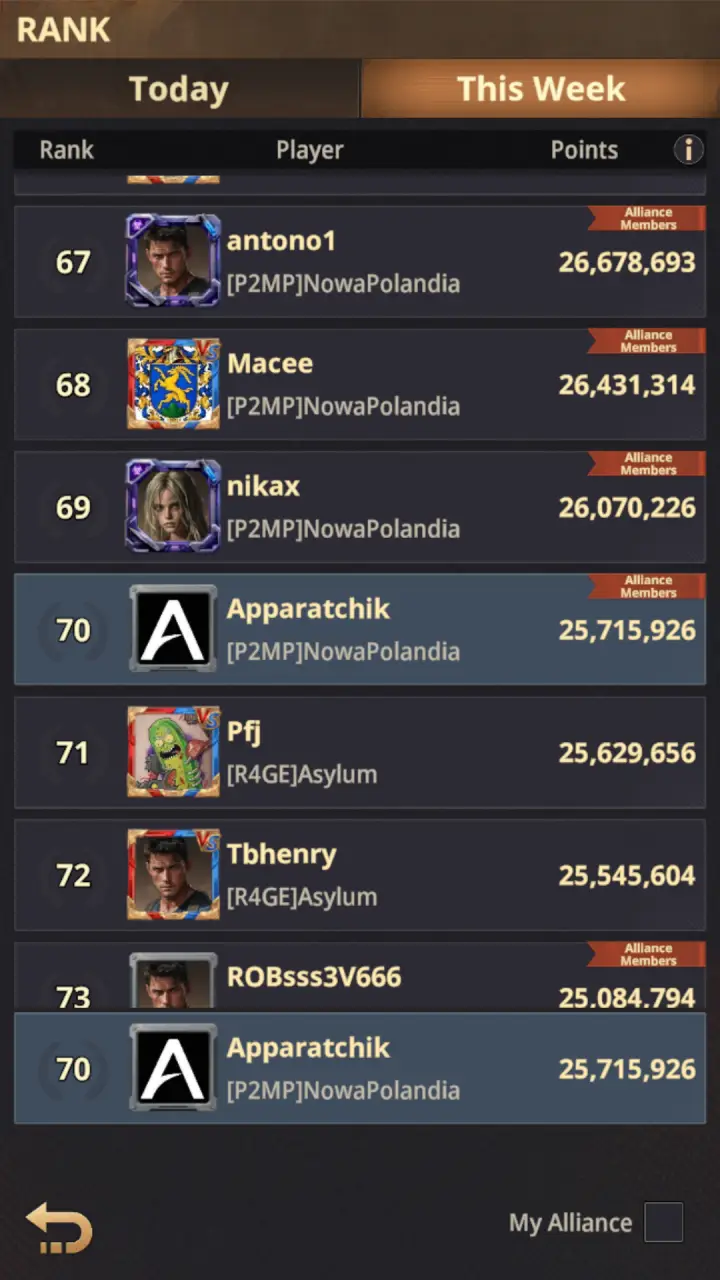 RANK
Today
This Week
Rank Player Points
Alliance Members
67 antono1 26,678,693
[P2MP]NowaPolandia
Alliance Members
68 Macee 26,431,314
[P2MP]NowaPolandia
Alliance Members
69 nikax 26,070,226
[P2MP]NowaPolandia
Alliance Members
70 Apparatchik 25,715,926
[P2MP]NowaPolandia
71 Pfj 25,629,656
[R4GE]Asylum
72 Tbhenry 25,545,604
[R4GE]Asylum
Alliance Members
73 ROBsss3V666 25,084,794
70 Apparatchik 25,715,926
[P2MP]NowaPolandia
My Alliance